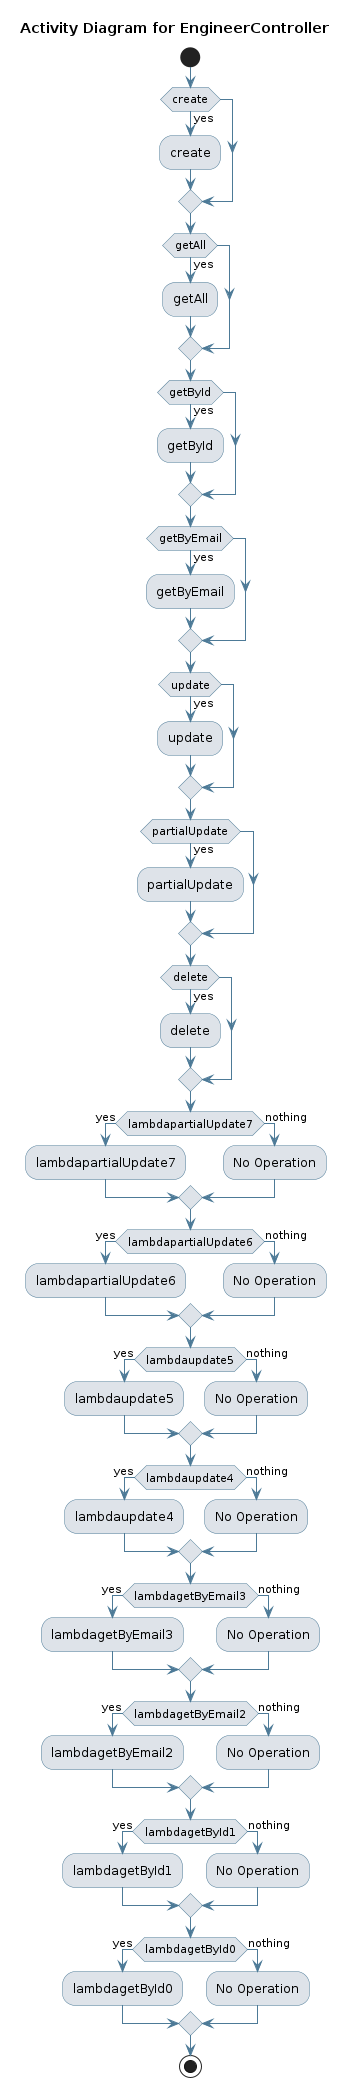 Activity Diagram for EngineerController
create
yes
create
getAll
yes
getAll
getById
yes
getById
getByEmail
yes
getByEmail
update
yes
update
partialUpdate
yes
partialUpdate
delete
yes
delete
yes lambdapartialUpdate7 nothing
lambdapartialUpdate7 No Operation
yes lambdapartialUpdate6 nothing
lambdapartialUpdate6 No Operation
yes lambdaupdate5 nothing
lambdaupdate5 No Operation
yes lambdaupdate4 nothing
lambdaupdate4 No Operation
yes lambdagetByEmail3 nothing
lambdagetByEmail3 No Operation
yes lambdagetByEmail2 nothing
lambdagetByEmail2 No Operation
yes lambdagetById1 nothing
lambdagetById1 No Operation
yes lambdagetById0 nothing
lambdagetById0 No Operation